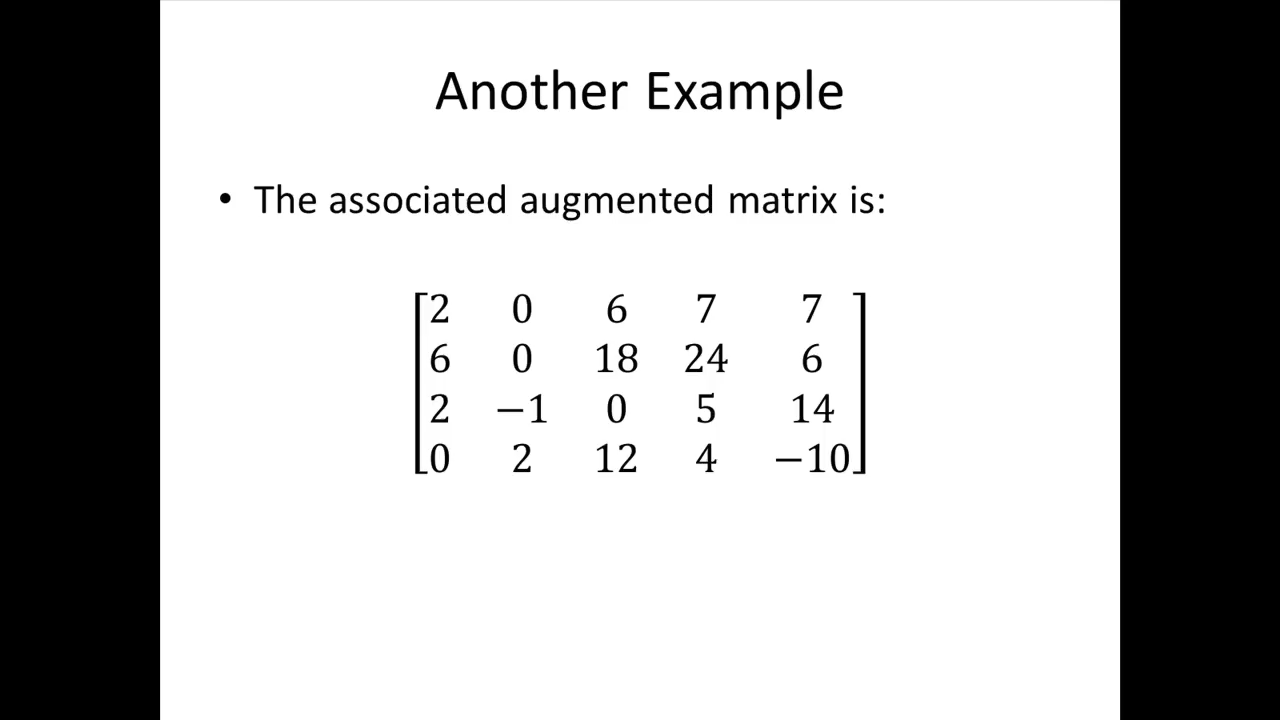 Another Example
• The associated augmented matrix is:
2 0 6 7 7
6 0 18 24 6
2 −1 0 5 14
0 2 12 4 −10